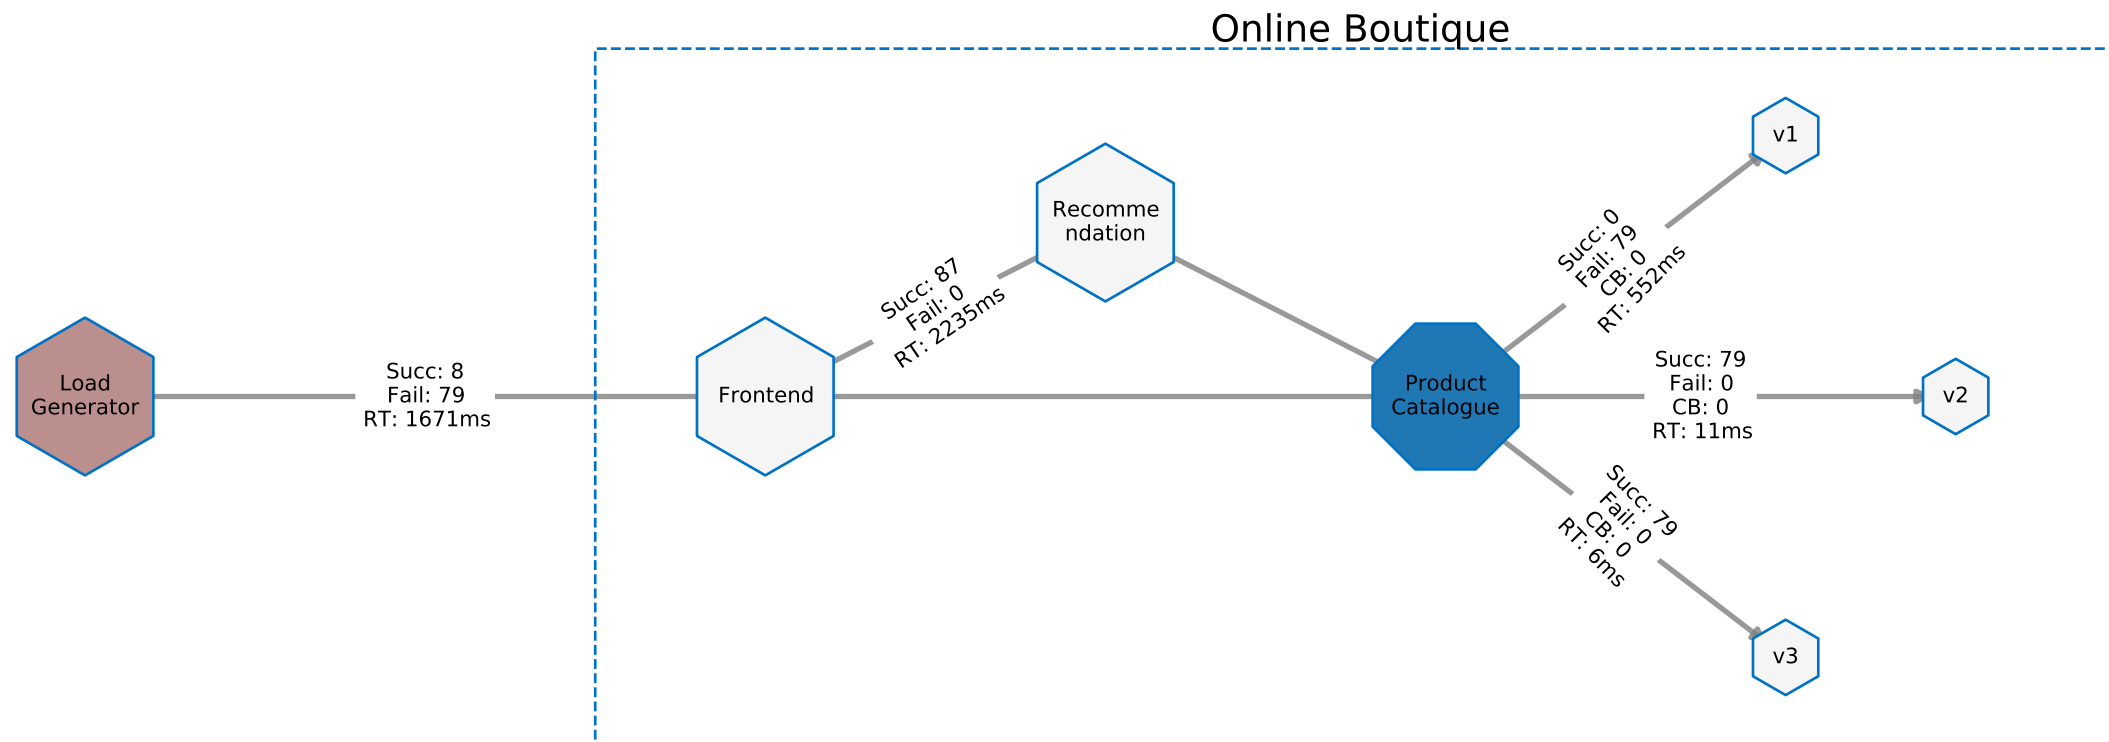 Online Boutique
Load
Generator
Succ: 8
Fail: 79
RT: 1671ms
Frontend
Succ: 87
Fail: 0
RT: 2235ms
Recomme
ndation
Product
Catalogue
Succ: 0
Fail: 79
CB: 0
RT: 552ms
v1
Succ: 79
Fail: 0
CB: 0
RT: 11ms
v2
Succ: 79
Fail: 0
CB: 0
RT: 6ms
v3